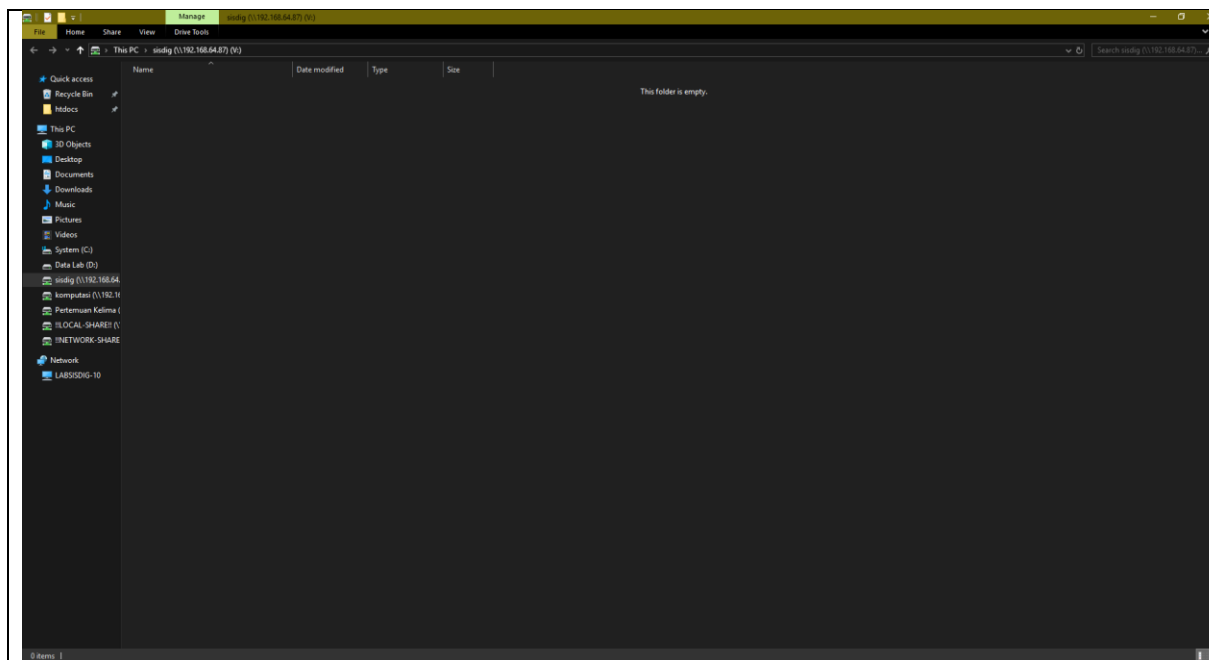 Manage
sisdig (\\192.168.64.87) (V:)
File Home Share View Drive Tools
This PC › sisdig (\\192.168.64.87) (V:)
Search sisdig (\\192.168.64.87)...
Name Date modified Type Size
This folder is empty.
Quick access
Recycle Bin
htdocs
This PC
3D Objects
Desktop
Documents
Downloads
Music
Pictures
Videos
System (C:)
Data Lab (D:)
sisdig (\\192.168.64.
komputasi (\\192.16
Pertemuan Kelima (
!!LOCAL-SHARE!! (\'
!!NETWORK-SHARE
Network
LABSISDIG-10
0 items